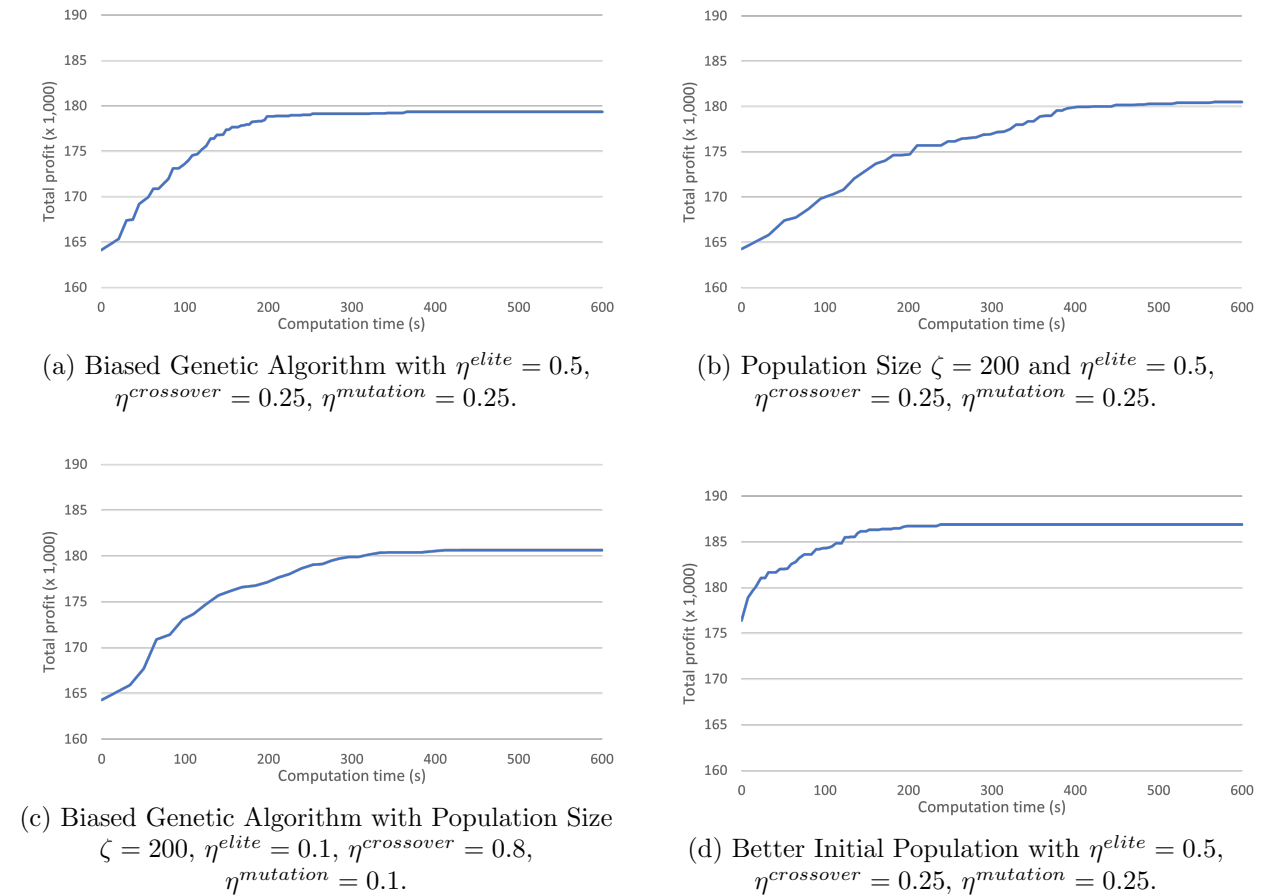 190
185
180
175
170
165
160
Total profit (x 1,000)
0 100 200 300 400 500 600
Computation time (s)
(a) Biased Genetic Algorithm with η^{elite} = 0.5,
η^{crossover} = 0.25, η^{mutation} = 0.25.
190
185
180
175
170
165
160
Total profit (x 1,000)
0 100 200 300 400 500 600
Computation time (s)
(b) Population Size ζ = 200 and η^{elite} = 0.5,
η^{crossover} = 0.25, η^{mutation} = 0.25.
190
185
180
175
170
165
160
Total profit (x 1,000)
0 100 200 300 400 500 600
Computation time (s)
(c) Biased Genetic Algorithm with Population Size
ζ = 200, η^{elite} = 0.1, η^{crossover} = 0.8,
η^{mutation} = 0.1.
190
185
180
175
170
165
160
Total profit (x 1,000)
0 100 200 300 400 500 600
Computation time (s)
(d) Better Initial Population with η^{elite} = 0.5,
η^{crossover} = 0.25, η^{mutation} = 0.25.